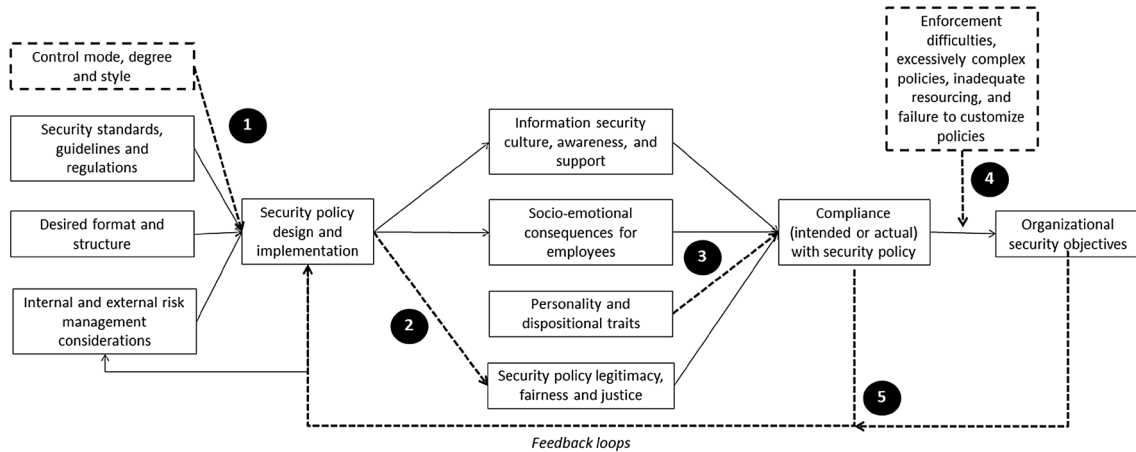 Control mode, degree
and style
1
Security standards,
guidelines and
regulations
Desired format and
structure
Internal and external risk
management
considerations
Security policy
design and
implementation
2
Information security
culture, awareness, and
support
Socio-emotional
consequences for
employees
3
Personality and
dispositional traits
Security policy legitimacy,
fairness and justice
Compliance
(intended or actual)
with security policy
Enforcement
difficulties,
excessively complex
policies, inadequate
resourcing, and
failure to customize
policies
4
Organizational
security objectives
5
Feedback loops